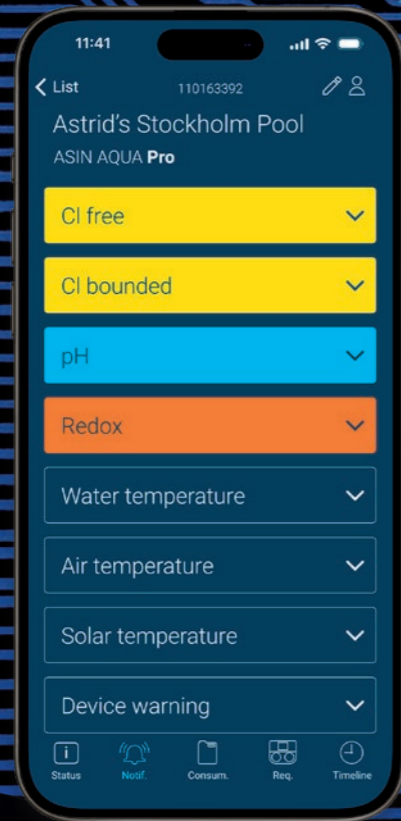 11:41
List
110163392
Astrid's Stockholm Pool
ASIN AQUA Pro
Cl free
Cl bounded
pH
Redox
Water temperature
Air temperature
Solar temperature
Device warning
Status Notif. Consum. Req. Timeline